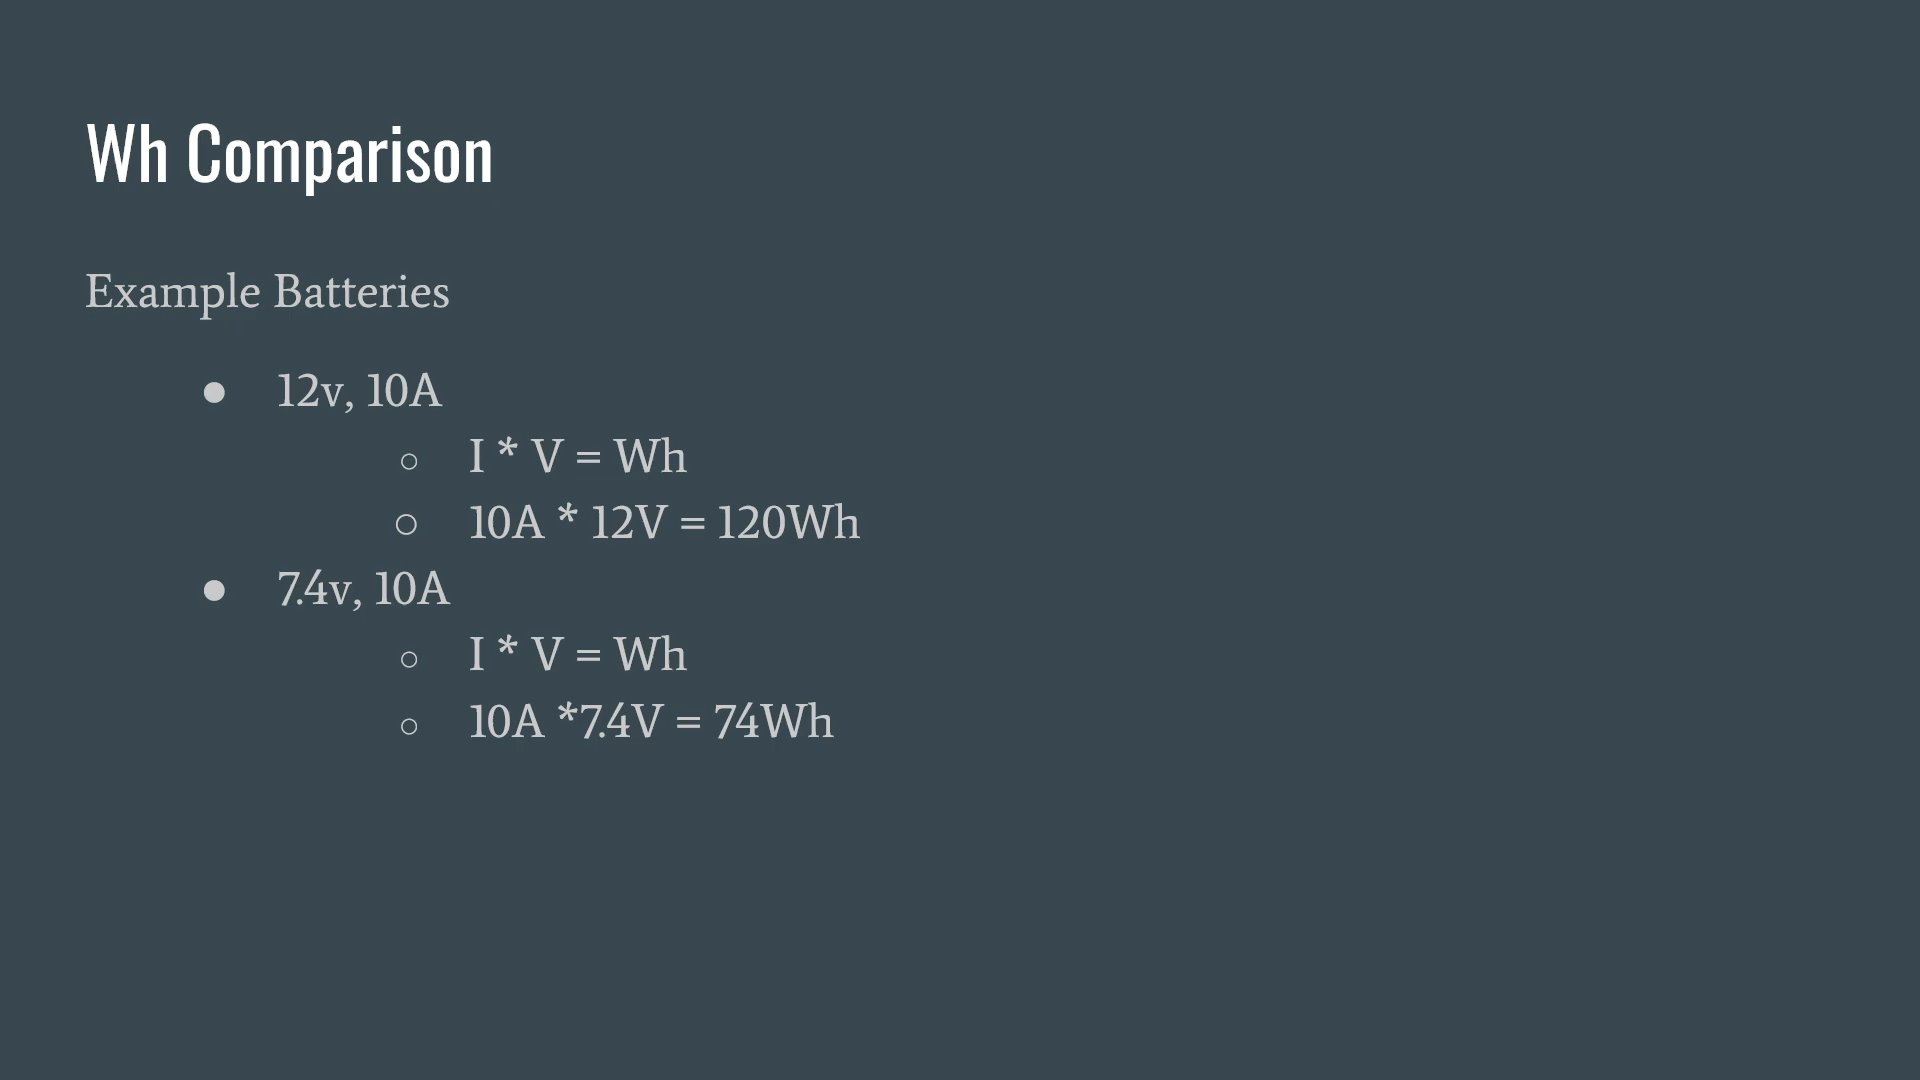 Wh Comparison
Example Batteries
● 12v, 10A
○ I * V = Wh
○ 10A * 12V = 120Wh
● 7.4v, 10A
○ I * V = Wh
○ 10A *7.4V = 74Wh